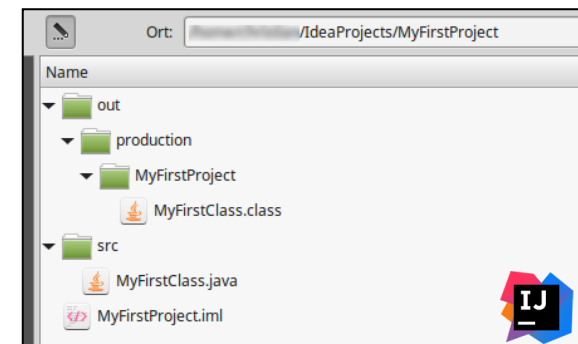 Ort: /IdeaProjects/MyFirstProject
Name
out
production
MyFirstProject
MyFirstClass.class
src
MyFirstClass.java
MyFirstProject.iml
IJ